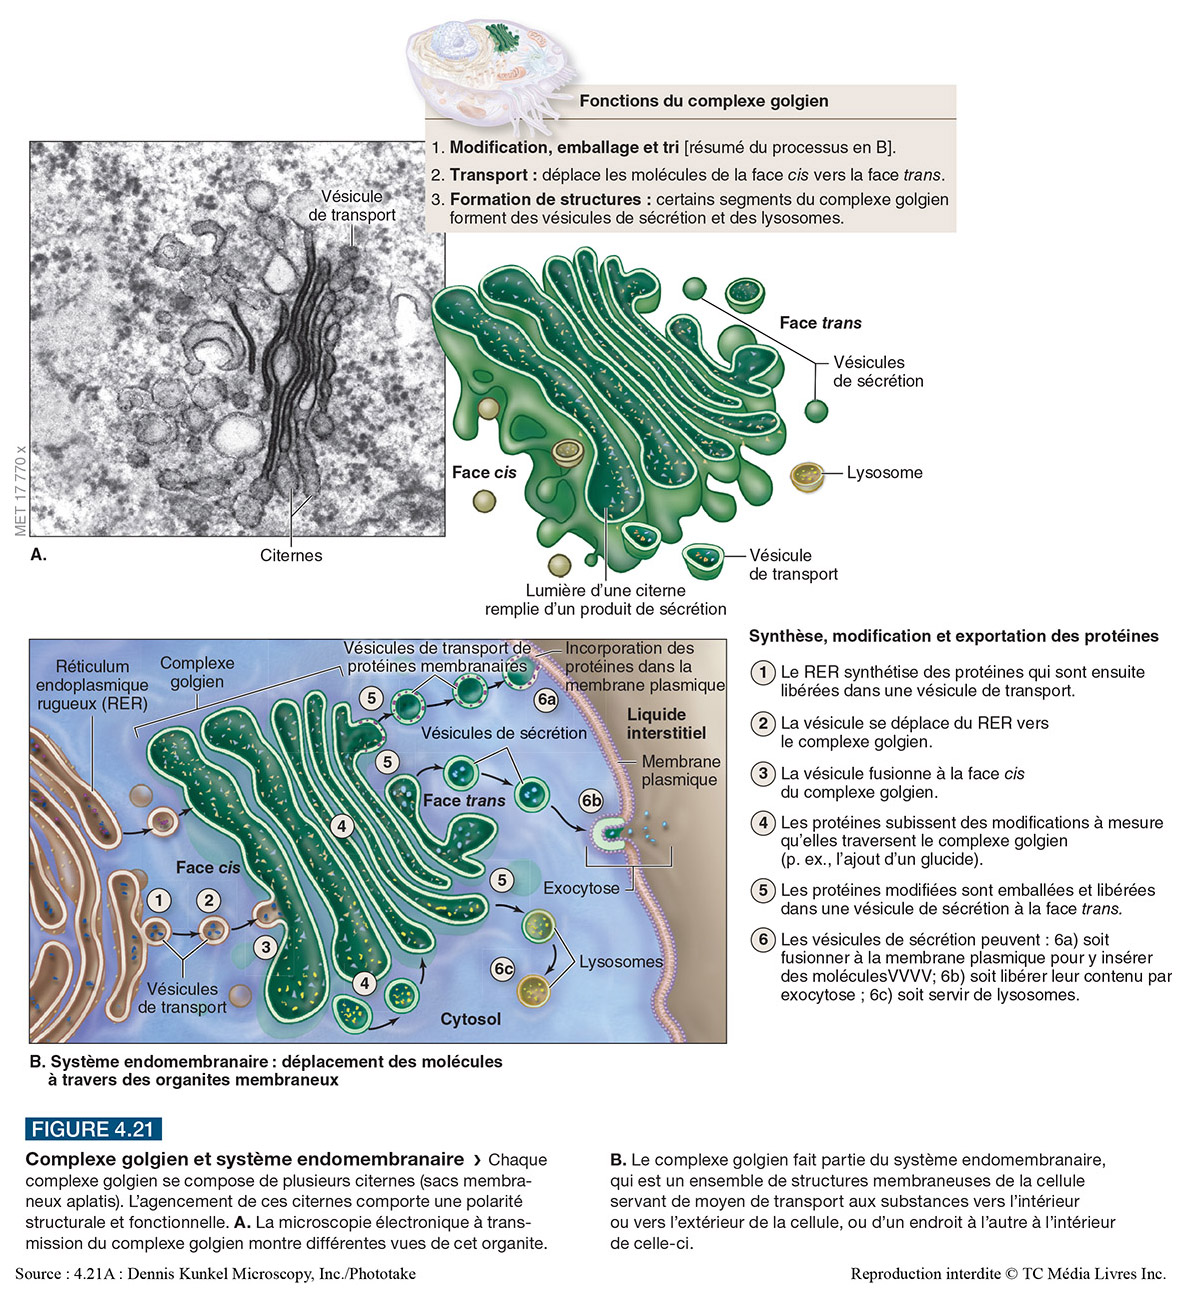 Fonctions du complexe golgien
1. Modification, emballage et tri [résumé du processus en B].
2. Transport : déplace les molécules de la face cis vers la face trans.
3. Formation de structures : certains segments du complexe golgien
forment des vésicules de sécrétion et des lysosomes.
Vésicule
de transport
MET 17 770 x
A.
Citernes
Face trans
Vésicules
de sécrétion
Face cis
Lysosome
Vésicule
de transport
Lumière d'une citerne
remplie d'un produit de sécrétion
Réticulum
endoplasmique
rugueux (RER)
Complexe
golgien
Vésicules de transport de
protéines membranaires
Incorporation des
protéines dans la
membrane plasmique
5
6a
Liquide
interstitiel
Vésicules de sécrétion
5
Membrane
plasmique
Face trans
6b
4
Face cis
5
Exocytose
1
2
3
6c
Lysosomes
4
Vésicules
de transport
Cytosol
B. Système endomembranaire : déplacement des molécules
à travers des organites membraneux
Synthèse, modification et exportation des protéines
1 Le RER synthétise des protéines qui sont ensuite
libérées dans une vésicule de transport.
2 La vésicule se déplace du RER vers
le complexe golgien.
3 La vésicule fusionne à la face cis
du complexe golgien.
4 Les protéines subissent des modifications à mesure
qu'elles traversent le complexe golgien
(p. ex., l'ajout d'un glucide).
5 Les protéines modifiées sont emballées et libérées
dans une vésicule de sécrétion à la face trans.
6 Les vésicules de sécrétion peuvent : 6a) soit
fusionner à la membrane plasmique pour y insérer
des moléculesVVVV; 6b) soit libérer leur contenu par
exocytose ; 6c) soit servir de lysosomes.
FIGURE 4.21
Complexe golgien et système endomembranaire › Chaque
complexe golgien se compose de plusieurs citernes (sacs membra-
neux aplatis). L'agencement de ces citernes comporte une polarité
structurale et fonctionnelle. A. La microscopie électronique à trans-
mission du complexe golgien montre différentes vues de cet organite.
B. Le complexe golgien fait partie du système endomembranaire,
qui est un ensemble de structures membraneuses de la cellule
servant de moyen de transport aux substances vers l'intérieur
ou vers l'extérieur de la cellule, ou d'un endroit à l'autre à l'intérieur
de celle-ci.
Source : 4.21A : Dennis Kunkel Microscopy, Inc./Phototake
Reproduction interdite © TC Média Livres Inc.